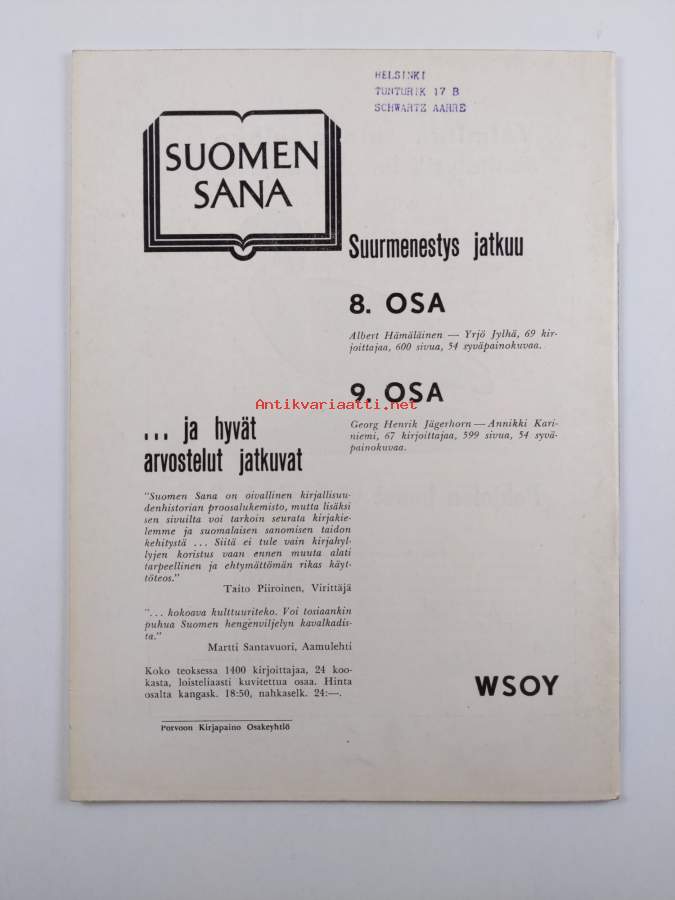 HELSINKI
TUNTURIK 17 B
SCHWARTZ AARRE
SUOMEN
SANA
Suurmenestys jatkuu
8. OSA
Albert Hämäläinen — Yrjö Jylhä, 69 kir-
joittajaa, 600 sivua, 54 syväpainokuvaa.
9. OSA
Antikvariaatti.net
Georg Henrik Jägerhorn — Annikki Kari-
niemi, 67 kirjoittajaa, 599 sivua, 54 syvä-
painokuvaa.
... ja hyvät
arvostelut jatkuvat
"Suomen Sana on oivallinen kirjallisuu-
denhistorian proosalukemisto, mutta lisäksi
sen sivuilta voi tarkoin seurata kirjakie-
lemme ja suomalaisen sanomisen taidon
kehitystä ... Siitä ei tule vain kirjahyl-
lyjen koristus vaan ennen muuta alati
tarpeellinen ja ehtymättömän rikas käyt-
töteos."
Taito Piiroinen, Virittäjä
"... kokoava kulttuuriteko. Voi tosiaankin
puhua Suomen hengenviljelyn kavalkadis-
ta."
Martti Santavuori, Aamulehti
Koko teoksessa 1400 kirjoittajaa, 24 koo-
kasta, loisteliaasti kuvitettua osaa. Hinta
osalta kangask. 18:50, nahkaselk. 24:—.
WSOY
Porvoon Kirjapaino Osakeyhtiö